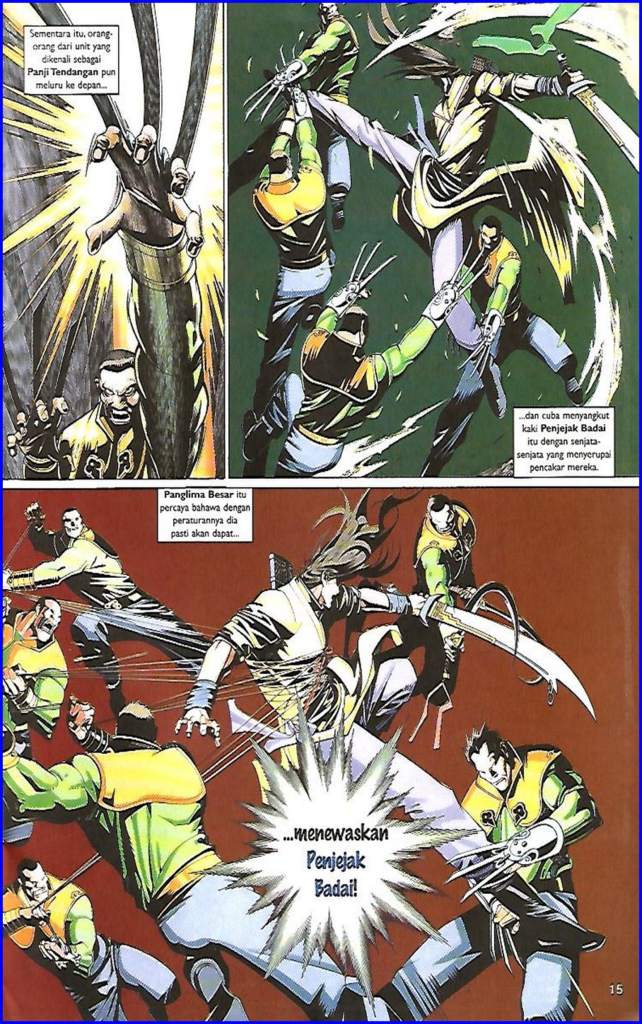 Sementara itu, orang-
orang dari unit yang
dikenali sebagai
Panji Tendangan pun
meluru ke depan...
...dan cuba menyangkut
kaki Penjejak Badai
itu dengan senjata-
senjata yang menyerupai
pencakar mereka.
Panglima Besar itu
percaya bahawa dengan
peraturannya dia
pasti akan dapat...
...menewaskan
Penjejak
Badai!
15